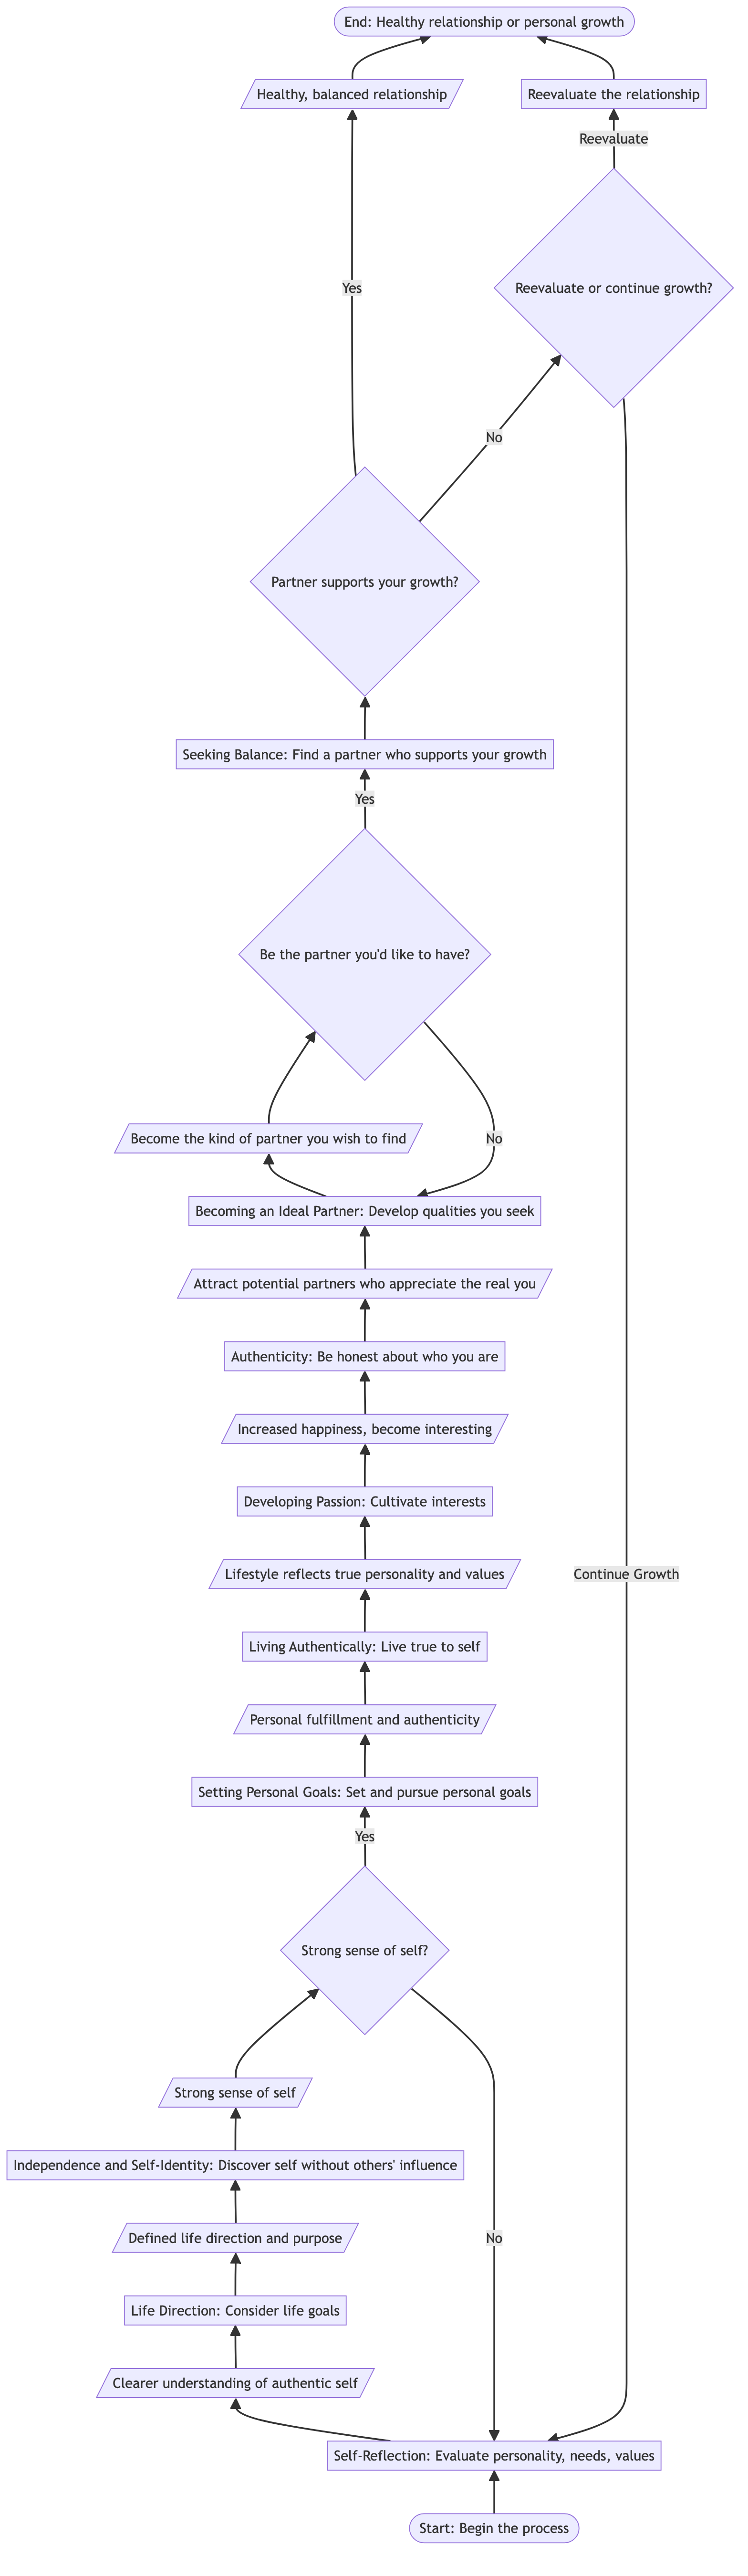 End: Healthy relationship or personal growth
Healthy, balanced relationship
Reevaluate the relationship
Reevaluate
Yes
Reevaluate or continue growth?
No
Partner supports your growth?
Seeking Balance: Find a partner who supports your growth
Yes
Be the partner you'd like to have?
Become the kind of partner you wish to find
No
Becoming an Ideal Partner: Develop qualities you seek
Attract potential partners who appreciate the real you
Authenticity: Be honest about who you are
Increased happiness, become interesting
Developing Passion: Cultivate interests
Lifestyle reflects true personality and values
Continue Growth
Living Authentically: Live true to self
Personal fulfillment and authenticity
Setting Personal Goals: Set and pursue personal goals
Yes
Strong sense of self?
Strong sense of self
Independence and Self-Identity: Discover self without others' influence
Defined life direction and purpose
No
Life Direction: Consider life goals
Clearer understanding of authentic self
Self-Reflection: Evaluate personality, needs, values
Start: Begin the process